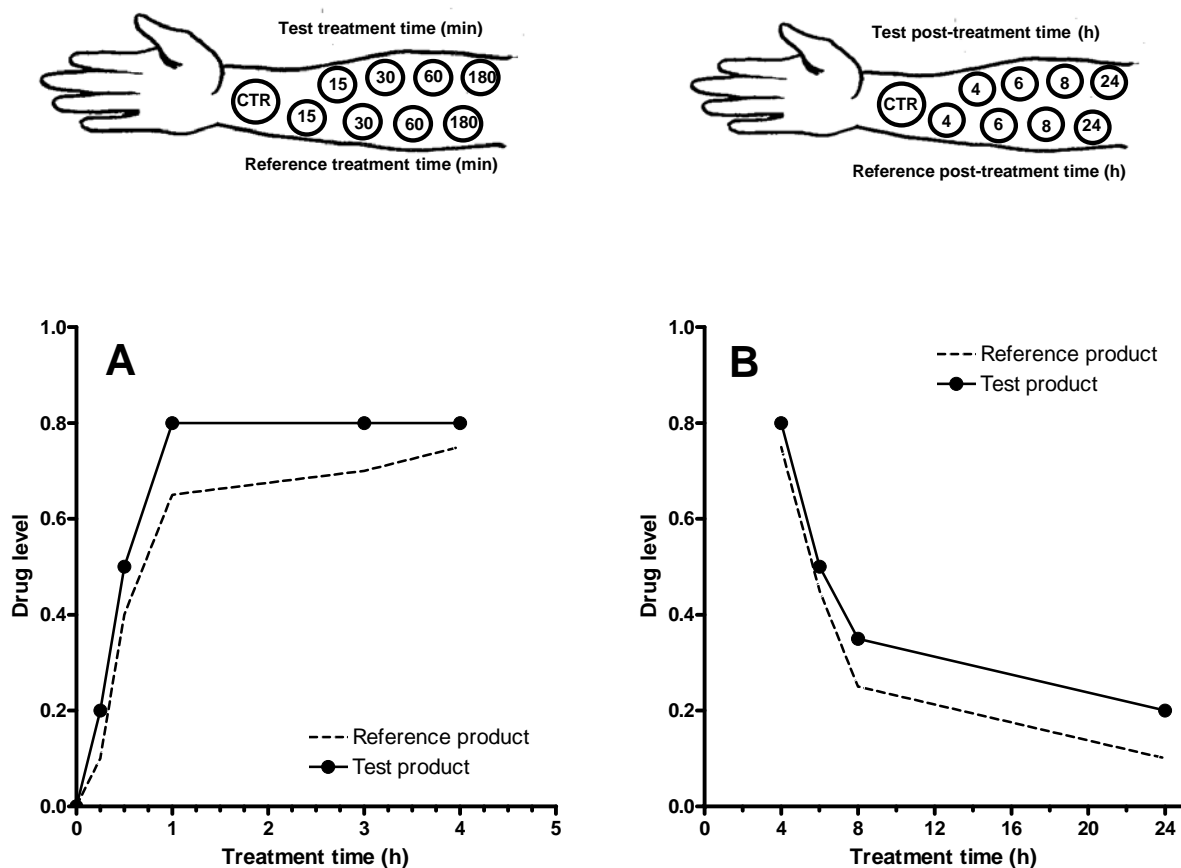 Test treatment time (min)
CTR
15
30
60
180
15
30
60
180
Reference treatment time (min)
Test post-treatment time (h)
CTR
4
6
8
24
4
6
8
24
Reference post-treatment time (h)
A
1.0
0.8
0.6
0.4
0.2
0.0
Drug level
0
1
2
3
4
5
Treatment time (h)
Reference product
Test product
B
1.0
0.8
0.6
0.4
0.2
0.0
Drug level
0
4
8
12
16
20
24
Treatment time (h)
Reference product
Test product